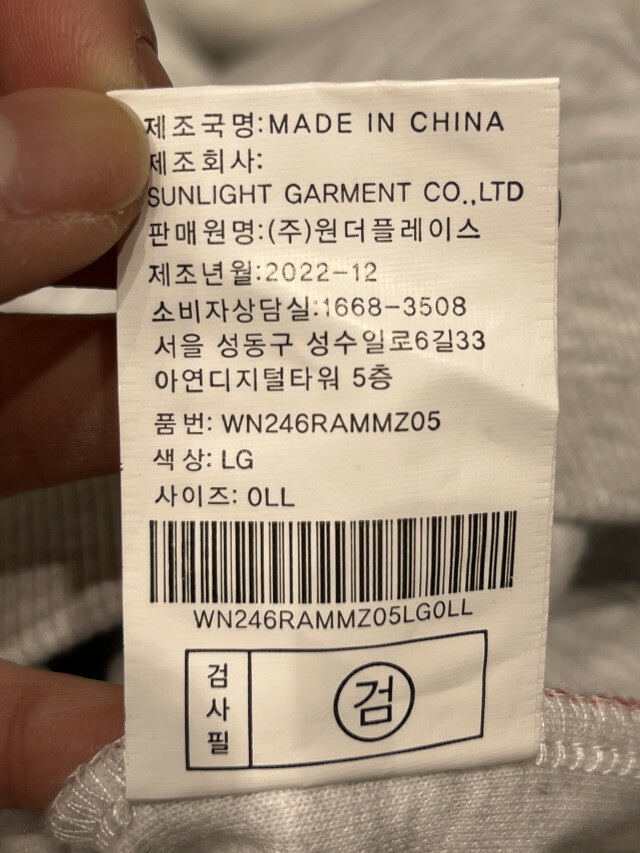 제조국명:MADE IN CHINA
제조회사:
SUNLIGHT GARMENT CO.,LTD
판매원명:(주)원더플레이스
제조년월:2022-12
소비자상담실:1668-3508
서울 성동구 성수일로6길33
아연디지털타워 5층
품번: WN246RAMMZ05
색상: LG
사이즈: 0LL
WN246RAMMZ05LG0LL
검사필
검